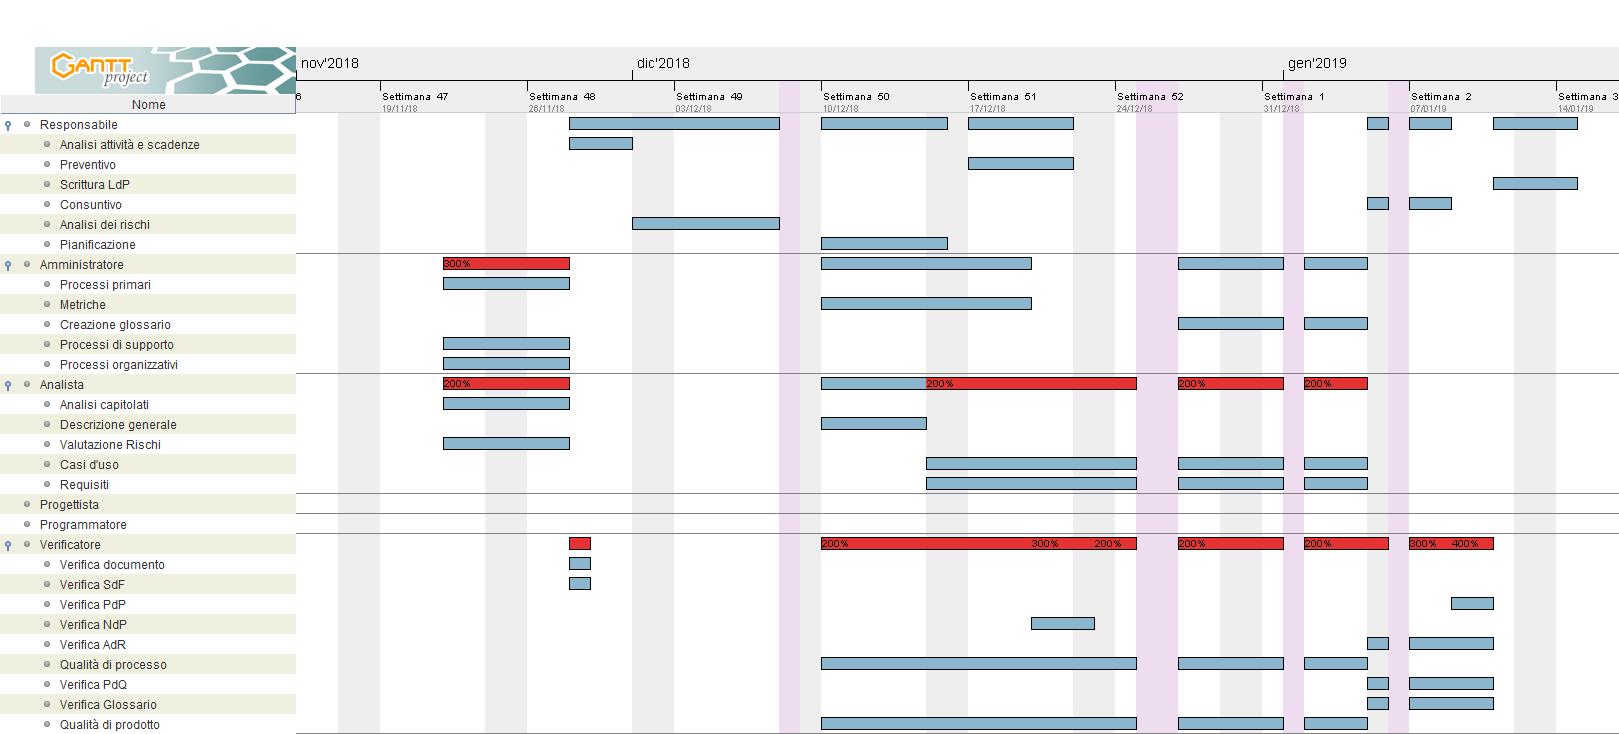 GANTT
project
nov'2018 dic'2018 gen'2019
6 Settimana 47 Settimana 48 Settimana 49 Settimana 50 Settimana 51 Settimana 52 Settimana 1 Settimana 2 Settimana 3
Nome
19/11/18 26/11/18 03/12/18 10/12/18 17/12/18 24/12/18 31/12/18 07/01/19 14/01/19
Responsabile
Analisi attività e scadenze
Preventivo
Scrittura LdP
Consuntivo
Analisi dei rischi
Pianificazione
Amministratore 300%
Processi primari
Metriche
Creazione glossario
Processi di supporto
Processi organizzativi
Analista 200% 200% 200% 200%
Analisi capitolati
Descrizione generale
Valutazione Rischi
Casi d'uso
Requisiti
Progettista
Programmatore
Verificatore 200% 300% 200% 200% 200% 300% 400%
Verifica documento
Verifica SdF
Verifica PdP
Verifica NdP
Verifica AdR
Qualità di processo
Verifica PdQ
Verifica Glossario
Qualità di prodotto